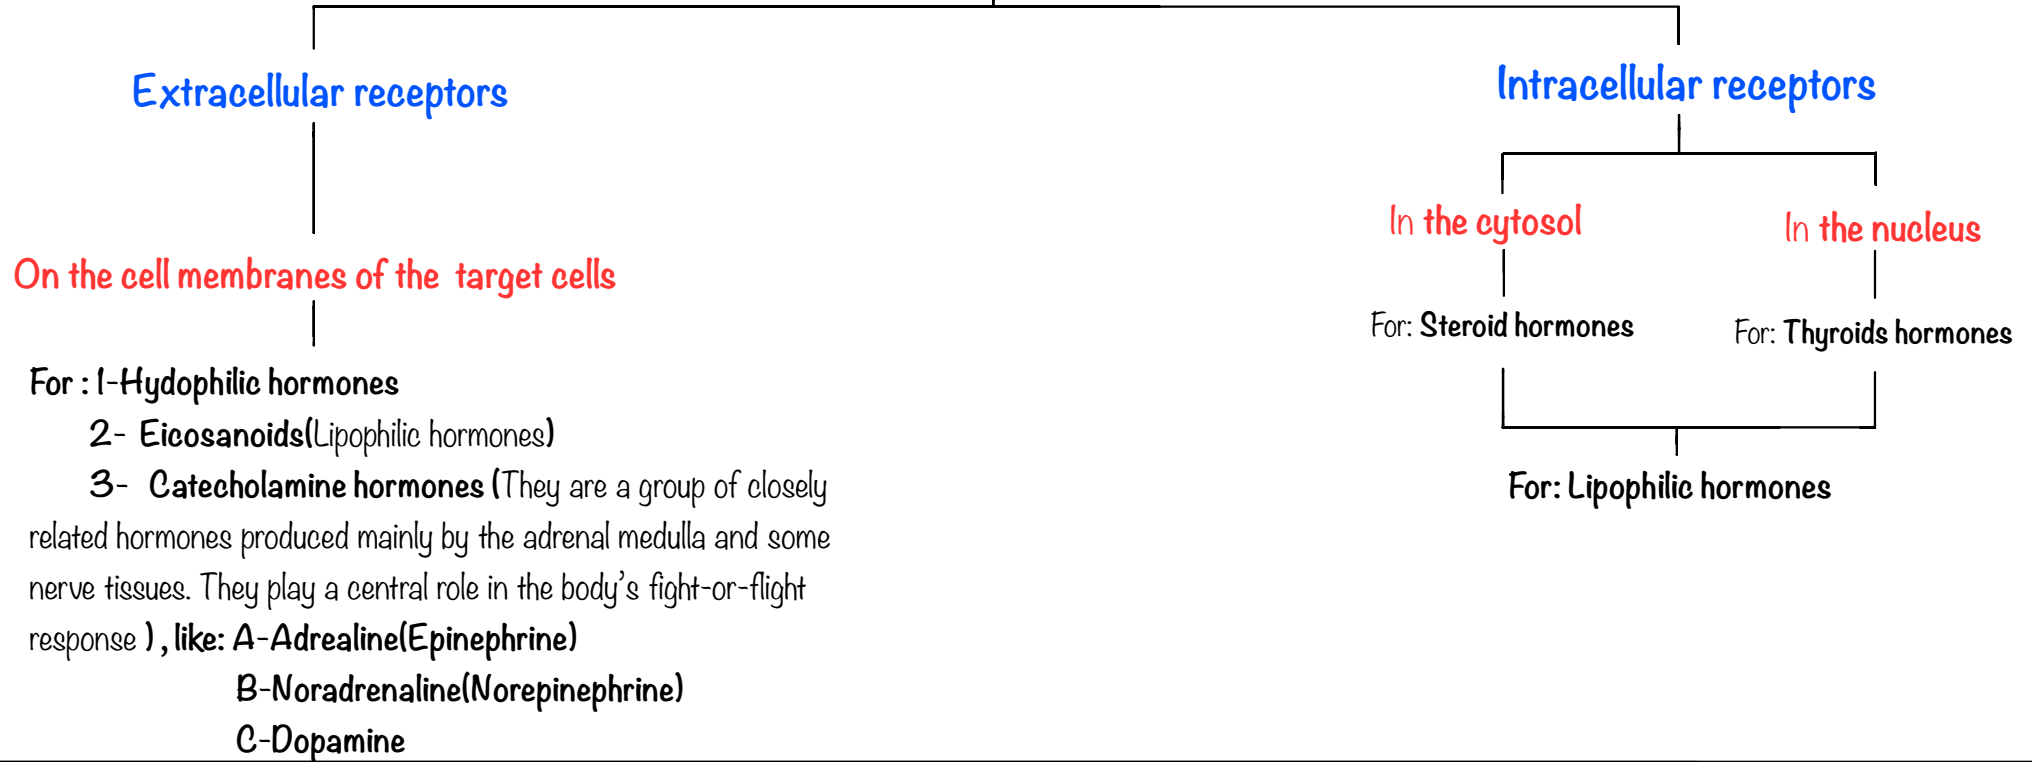 Extracellular receptors
Intracellular receptors
On the cell membranes of the target cells
In the cytosol
In the nucleus
For: Steroid hormones
For: Thyroids hormones
For : 1-Hydophilic hormones
2- Eicosanoids(Lipophilic hormones)
3- Catecholamine hormones (They are a group of closely
related hormones produced mainly by the adrenal medulla and some
nerve tissues. They play a central role in the body's fight-or-flight
response ) , like: A-Adrealine(Epinephrine)
B-Noradrenaline(Norepinephrine)
C-Dopamine
For: Lipophilic hormones